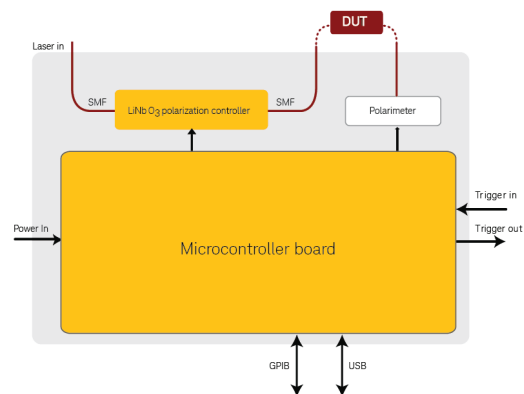 DUT
Laser in
SMF
LiNb O3 polarization controller
SMF
Polarimeter
Trigger in
Power In
Trigger out
Microcontroller board
GPIB
USB